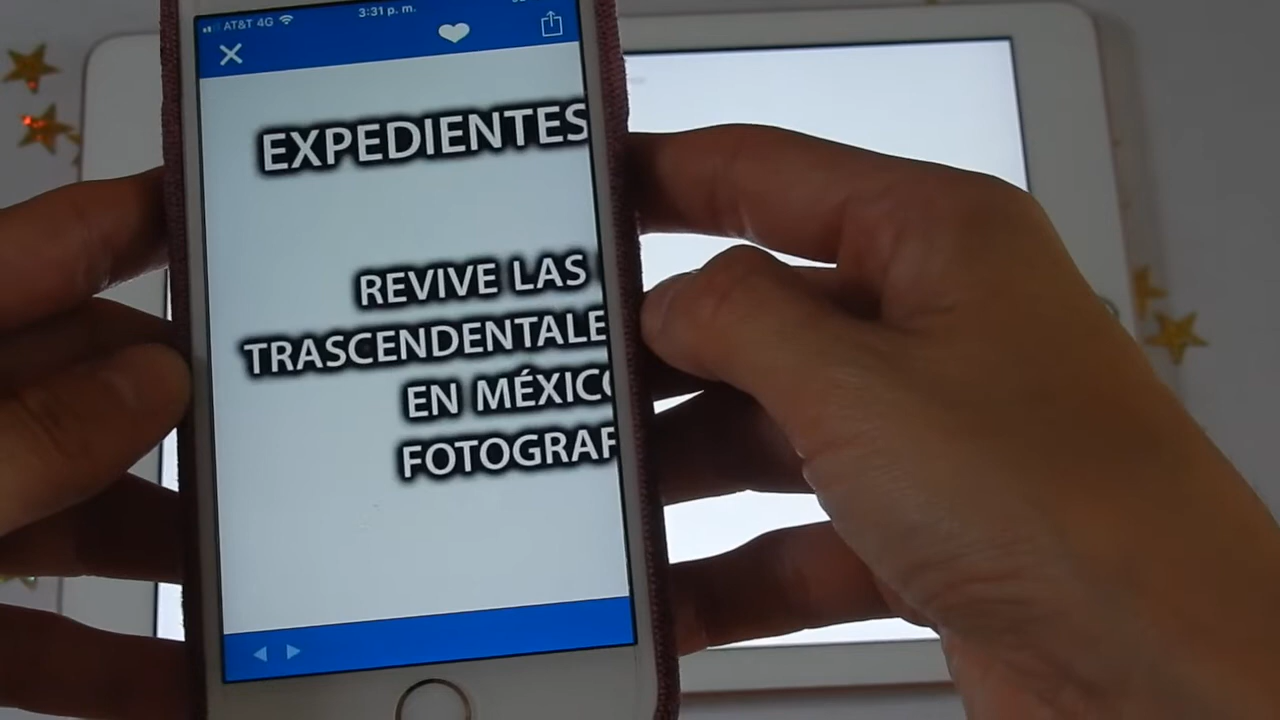 AT&T 4G
3:31 p. m.
EXPEDIENTES
REVIVE LAS
TRASCENDENTALE
EN MÉXICO
FOTOGRAF